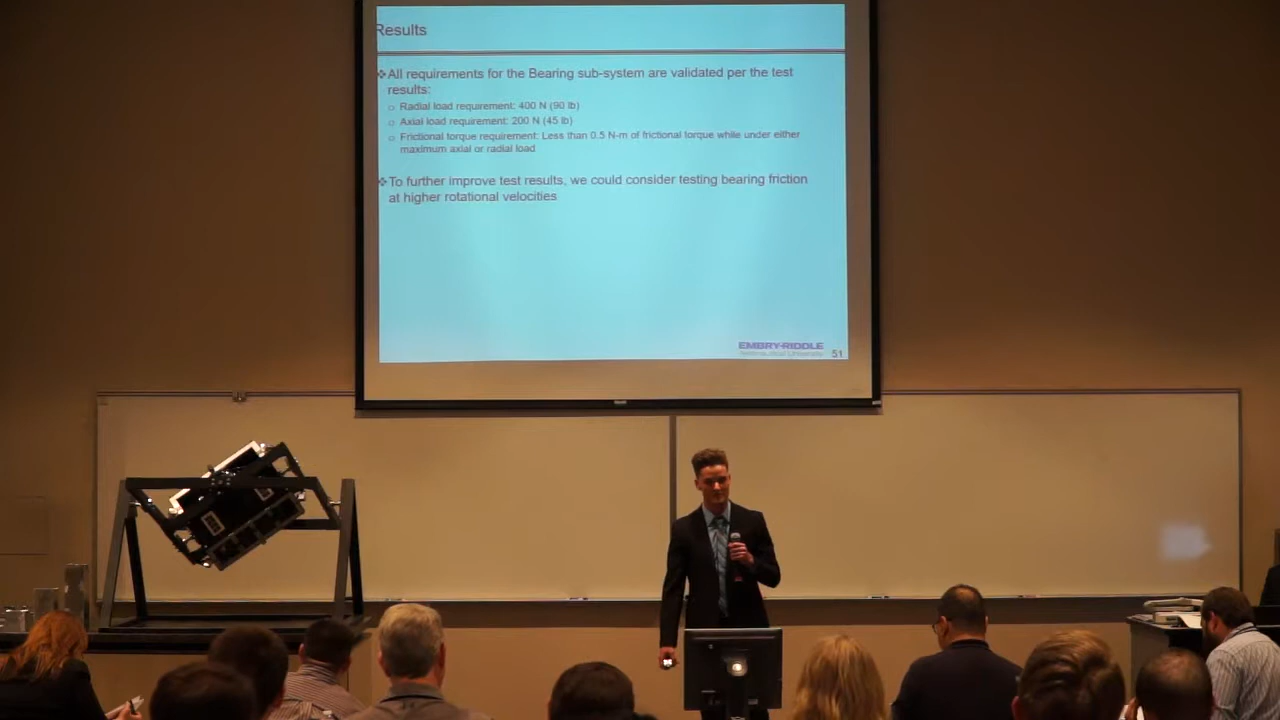 Results
❖All requirements for the Bearing sub-system are validated per the test
results:
○ Radial load requirement: 400 N (90 lb)
○ Axial load requirement: 200 N (45 lb)
○ Frictional torque requirement: Less than 0.5 N-m of frictional torque while under either
maximum axial or radial load
❖To further improve test results, we could consider testing bearing friction
at higher rotational velocities
EMBRY-RIDDLE
Aeronautical University
51